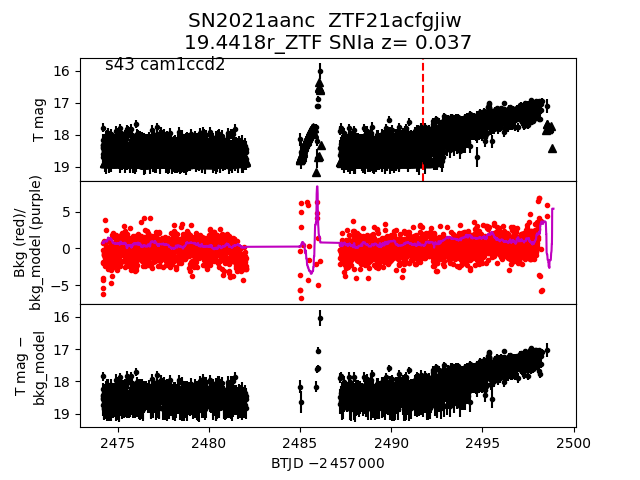 SN2021aanc ZTF21acfgjiw
19.4418r_ZTF SNIa z= 0.037
s43 cam1ccd2
16
17
18
19
T mag
5
0
−5
Bkg (red)/
bkg_model (purple)
16
17
18
19
T mag −
bkg_model
2475 2480 2485 2490 2495 2500
BTJD −2 457 000